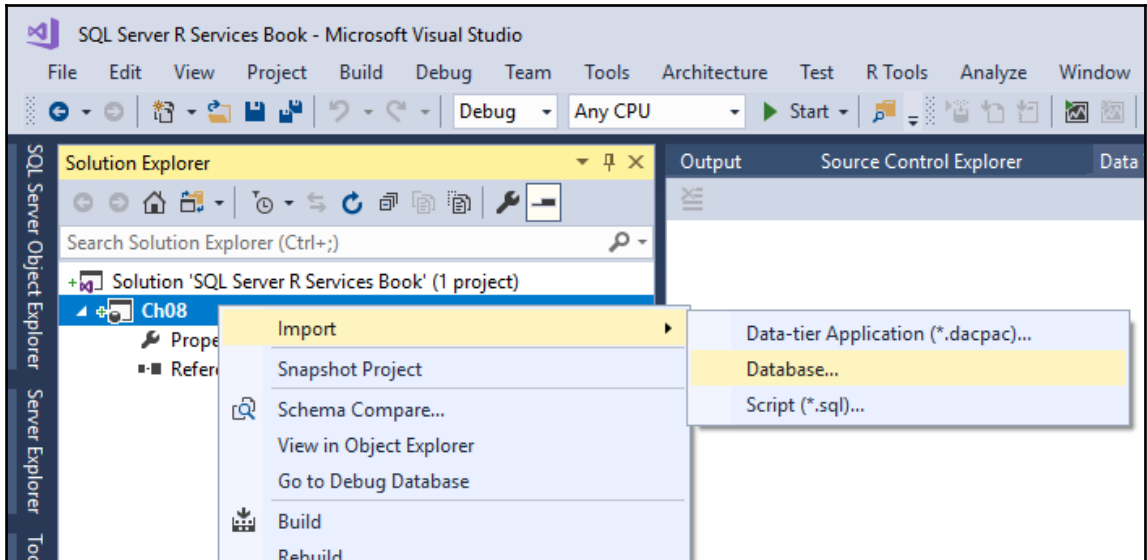 SQL Server R Services Book - Microsoft Visual Studio
File Edit View Project Build Debug Team Tools Architecture Test R Tools Analyze Window
Debug Any CPU Start
SQL Server Object Explorer
Server Explorer
Solution Explorer
Output Source Control Explorer Data
Search Solution Explorer (Ctrl+;)
Solution 'SQL Server R Services Book' (1 project)
Ch08
Prope
Refer
Import
Snapshot Project
Schema Compare...
View in Object Explorer
Go to Debug Database
Build
Rebuild
Data-tier Application (*.dacpac)...
Database...
Script (*.sql)...